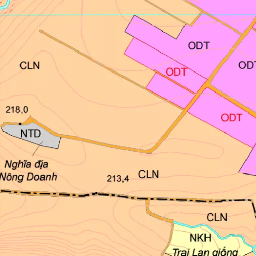 ODT
CLN
ODT
ODT
218,0
ODT
NTD
Nghĩa địa
Nông Doanh
213,4
CLN
CLN
NKH
Trại Lan giống